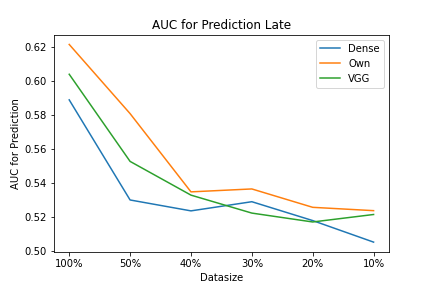 AUC for Prediction Late
Dense
Own
VGG
AUC for Prediction
0.62
0.60
0.58
0.56
0.54
0.52
0.50
100% 50% 40% 30% 20% 10%
Datasize